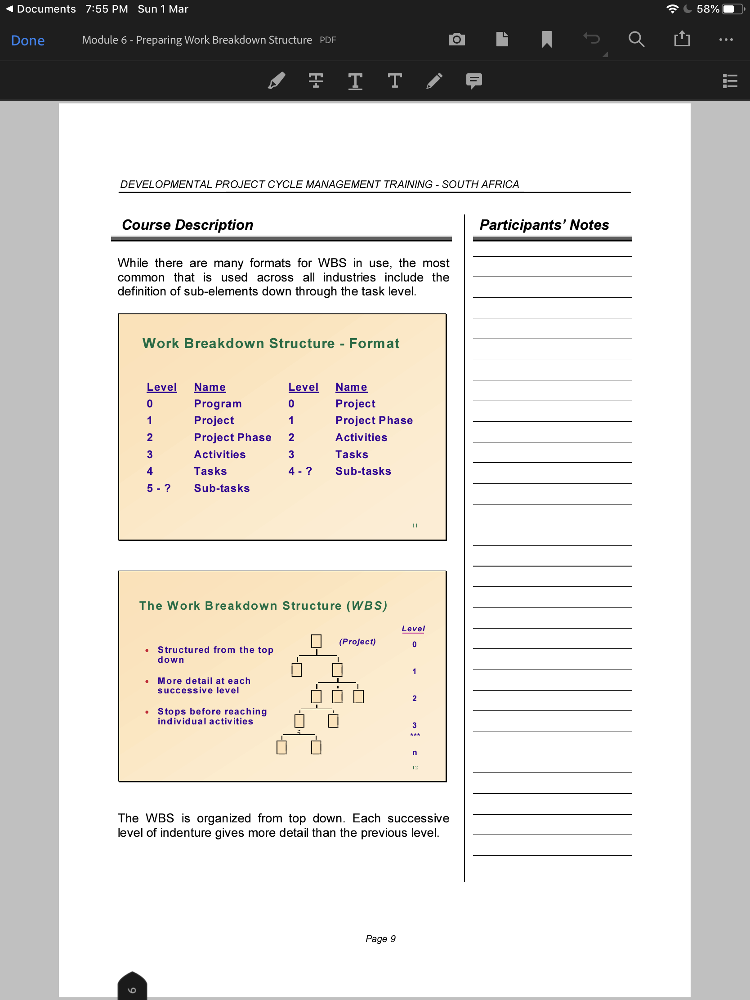 Documents 7:55 PM Sun 1 Mar 58%
Done Module 6 - Preparing Work Breakdown Structure PDF
DEVELOPMENTAL PROJECT CYCLE MANAGEMENT TRAINING - SOUTH AFRICA
Course Description
While there are many formats for WBS in use, the most
common that is used across all industries include the
definition of sub-elements down through the task level.
Work Breakdown Structure - Format
Level Name Level Name
0 Program 0 Project
1 Project 1 Project Phase
2 Project Phase 2 Activities
3 Activities 3 Tasks
4 Tasks 4 - ? Sub-tasks
5 - ? Sub-tasks
11
The Work Breakdown Structure (WBS)
• Structured from the top
down
• More detail at each
successive level
• Stops before reaching
individual activities
(Project)
Level
0
1
2
3
***
n
12
The WBS is organized from top down. Each successive
level of indenture gives more detail than the previous level.
Participants’ Notes
Page 9
9